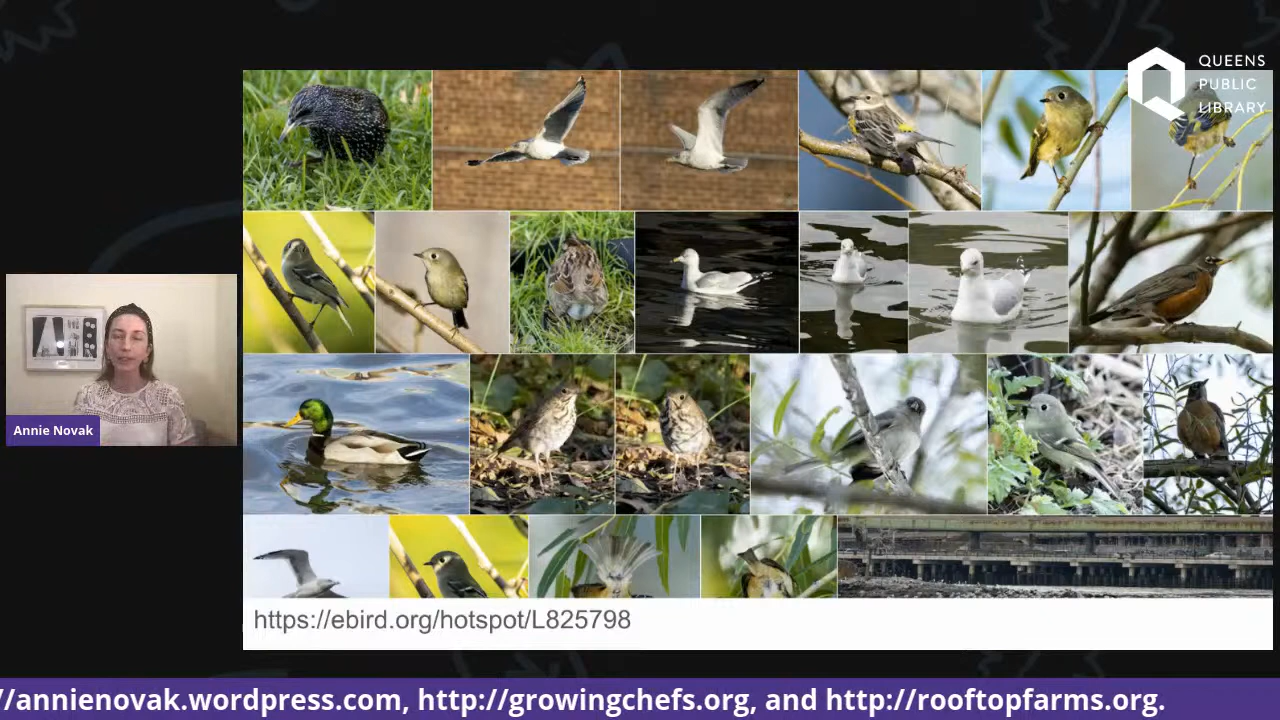 QUEENS
PUBLIC
LIBRARY
Annie Novak
https://ebird.org/hotspot/L825798
//annienovak.wordpress.com, http://growingchefs.org, and http://rooftopfarms.org.